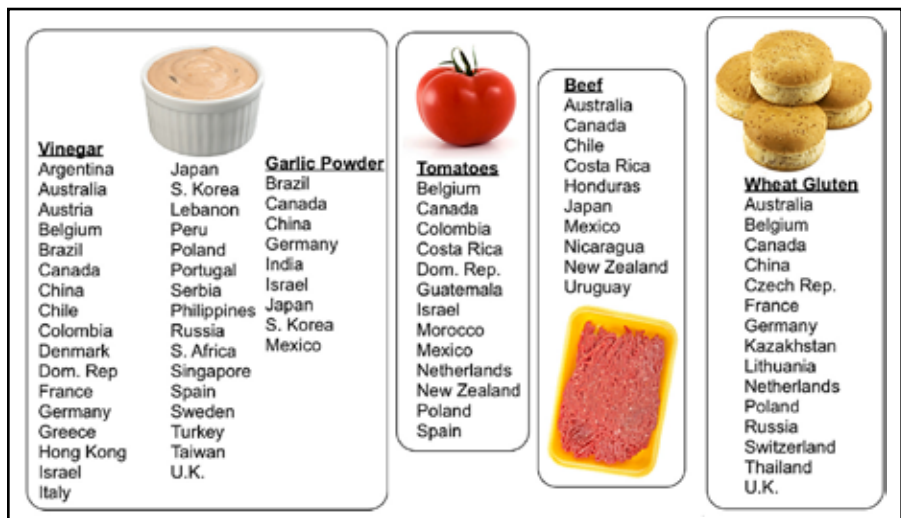 Vinegar
Argentina
Australia
Austria
Belgium
Brazil
Canada
China
Chile
Colombia
Denmark
Dom. Rep
France
Germany
Greece
Hong Kong
Israel
Italy
Japan
S. Korea
Lebanon
Peru
Poland
Portugal
Serbia
Philippines
Russia
S. Africa
Singapore
Spain
Sweden
Turkey
Taiwan
U.K.
Garlic Powder
Brazil
Canada
China
Germany
India
Israel
Japan
S. Korea
Mexico
Tomatoes
Belgium
Canada
Colombia
Costa Rica
Dom. Rep.
Guatemala
Israel
Morocco
Mexico
Netherlands
New Zealand
Poland
Spain
Beef
Australia
Canada
Chile
Costa Rica
Honduras
Japan
Mexico
Nicaragua
New Zealand
Uruguay
Wheat Gluten
Australia
Belgium
Canada
China
Czech Rep.
France
Germany
Kazakhstan
Lithuania
Netherlands
Poland
Russia
Switzerland
Thailand
U.K.